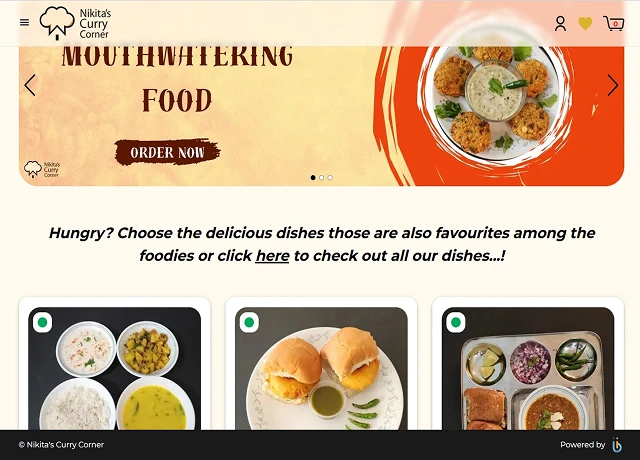 Nikita's
Curry
Corner
0
MOUTHWATERING
FOOD
ORDER NOW
Nikita's
Curry
Corner
Hungry? Choose the delicious dishes those are also favourites among the
foodies or click here to check out all our dishes...!
© Nikita's Curry Corner
Powered by